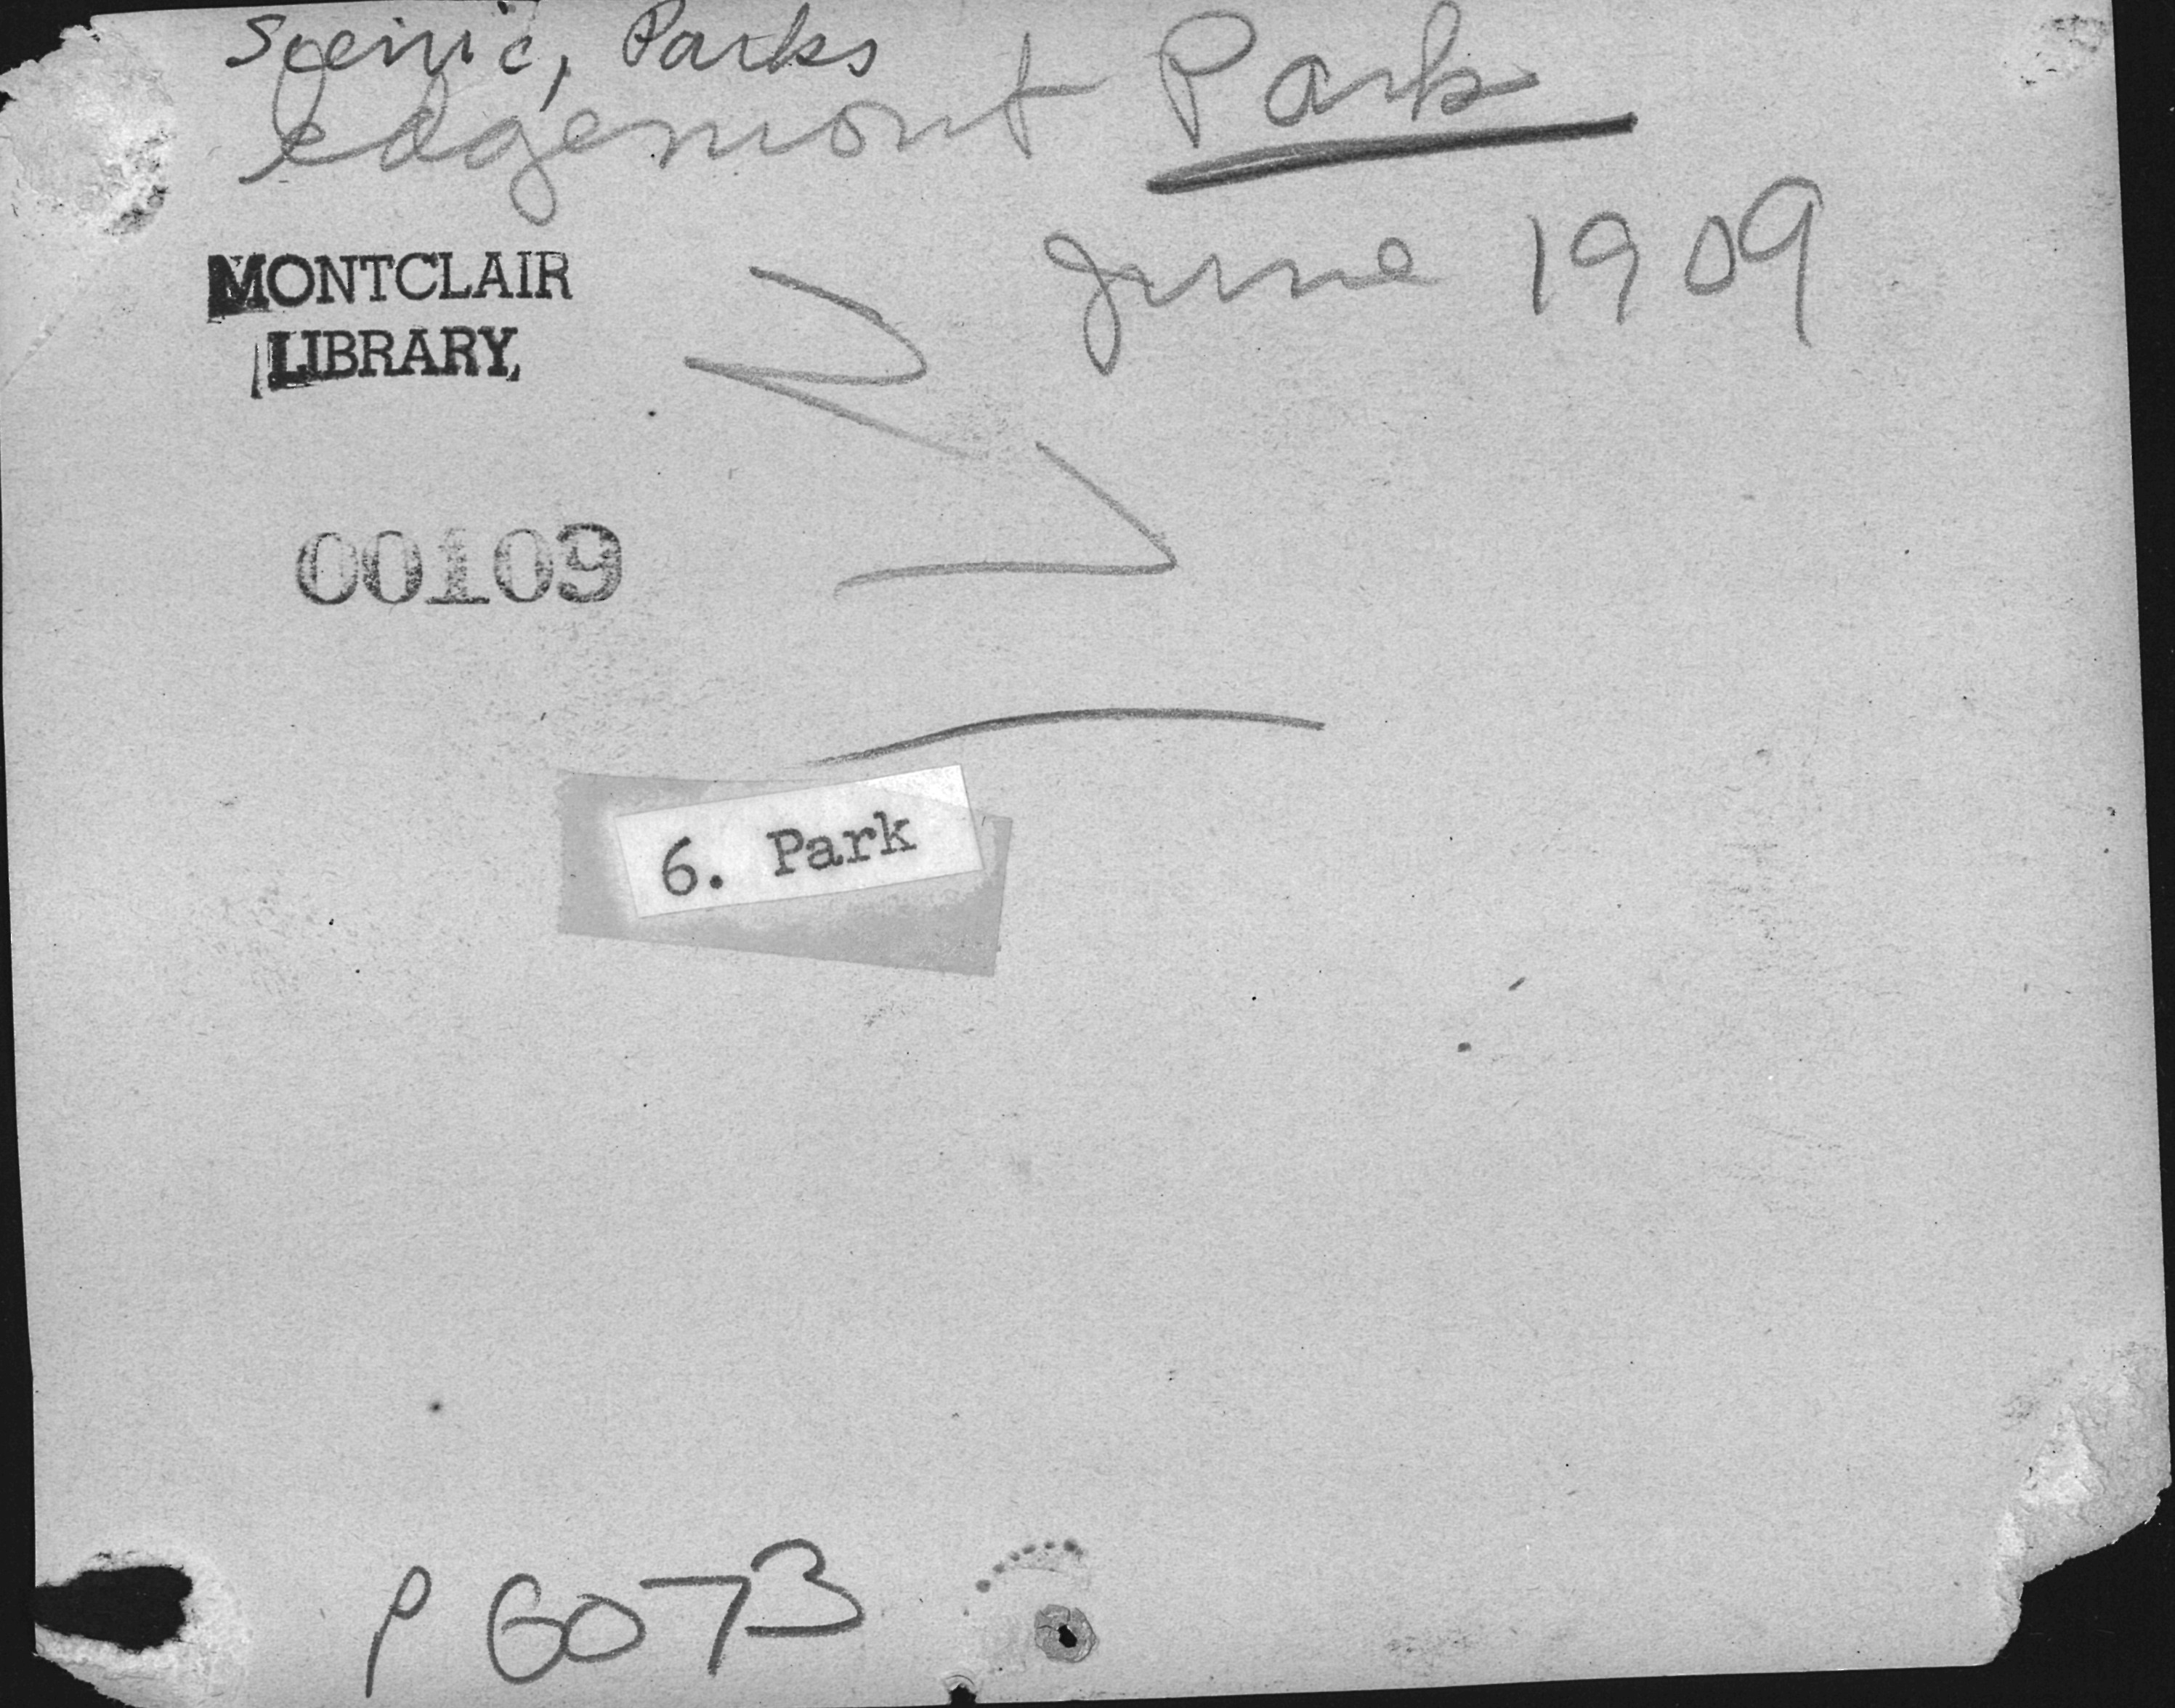 Scenic, Parks
Edgemont Park
June 1909
MONTCLAIR
LIBRARY
00109
6. Park
P 6073